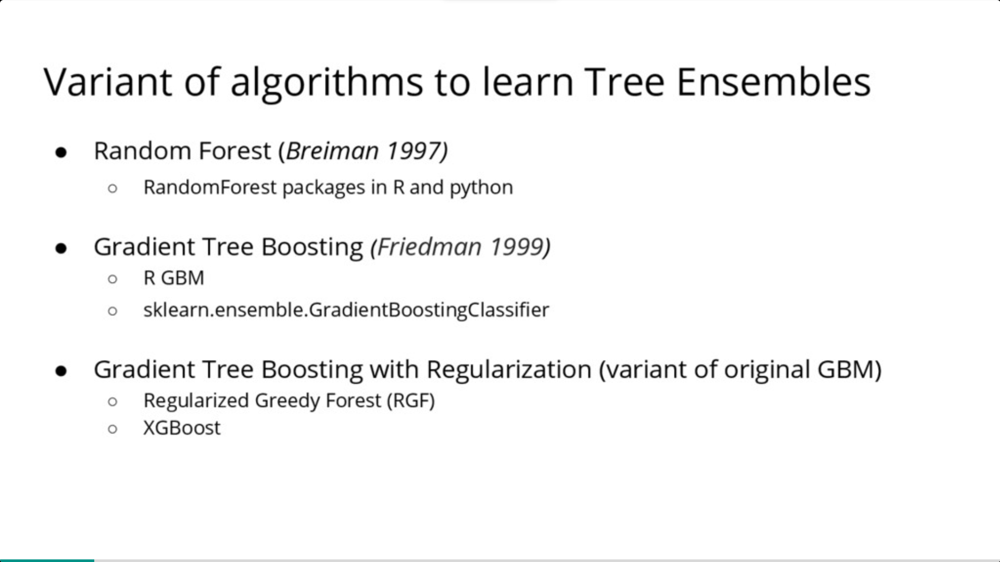 Variant of algorithms to learn Tree Ensembles
● Random Forest (Breiman 1997)
○ RandomForest packages in R and python
● Gradient Tree Boosting (Friedman 1999)
○ R GBM
○ sklearn.ensemble.GradientBoostingClassifier
● Gradient Tree Boosting with Regularization (variant of original GBM)
○ Regularized Greedy Forest (RGF)
○ XGBoost